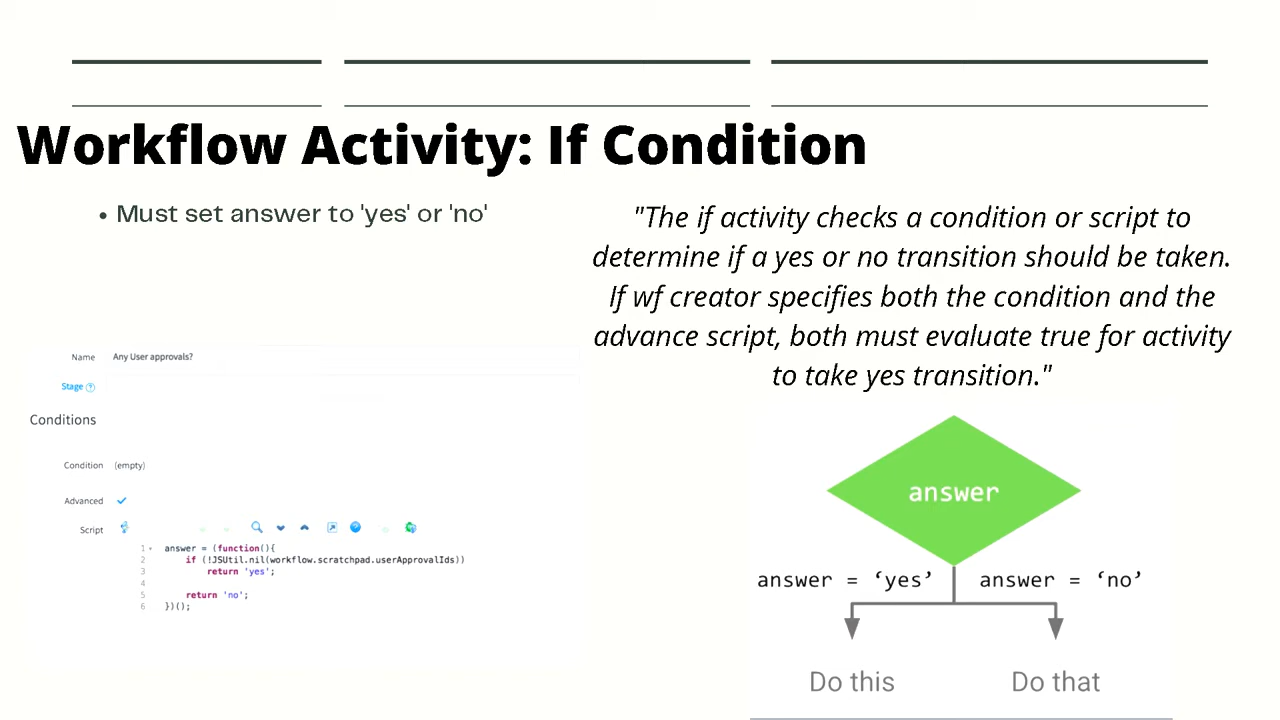 Workflow Activity: If Condition
• Must set answer to 'yes' or 'no'
"The if activity checks a condition or script to
determine if a yes or no transition should be taken.
If wf creator specifies both the condition and the
advance script, both must evaluate true for activity
to take yes transition."
Name Any User approvals?
Stage
Conditions
Condition (empty)
Advanced
Script
1 answer = (function(){
2 if (!JSUtil.nil(workflow.scratchpad.userApprovalIds))
3 return 'yes';
4
5 return 'no';
6 })();
answer
answer = ‘yes’ answer = ‘no’
Do this Do that